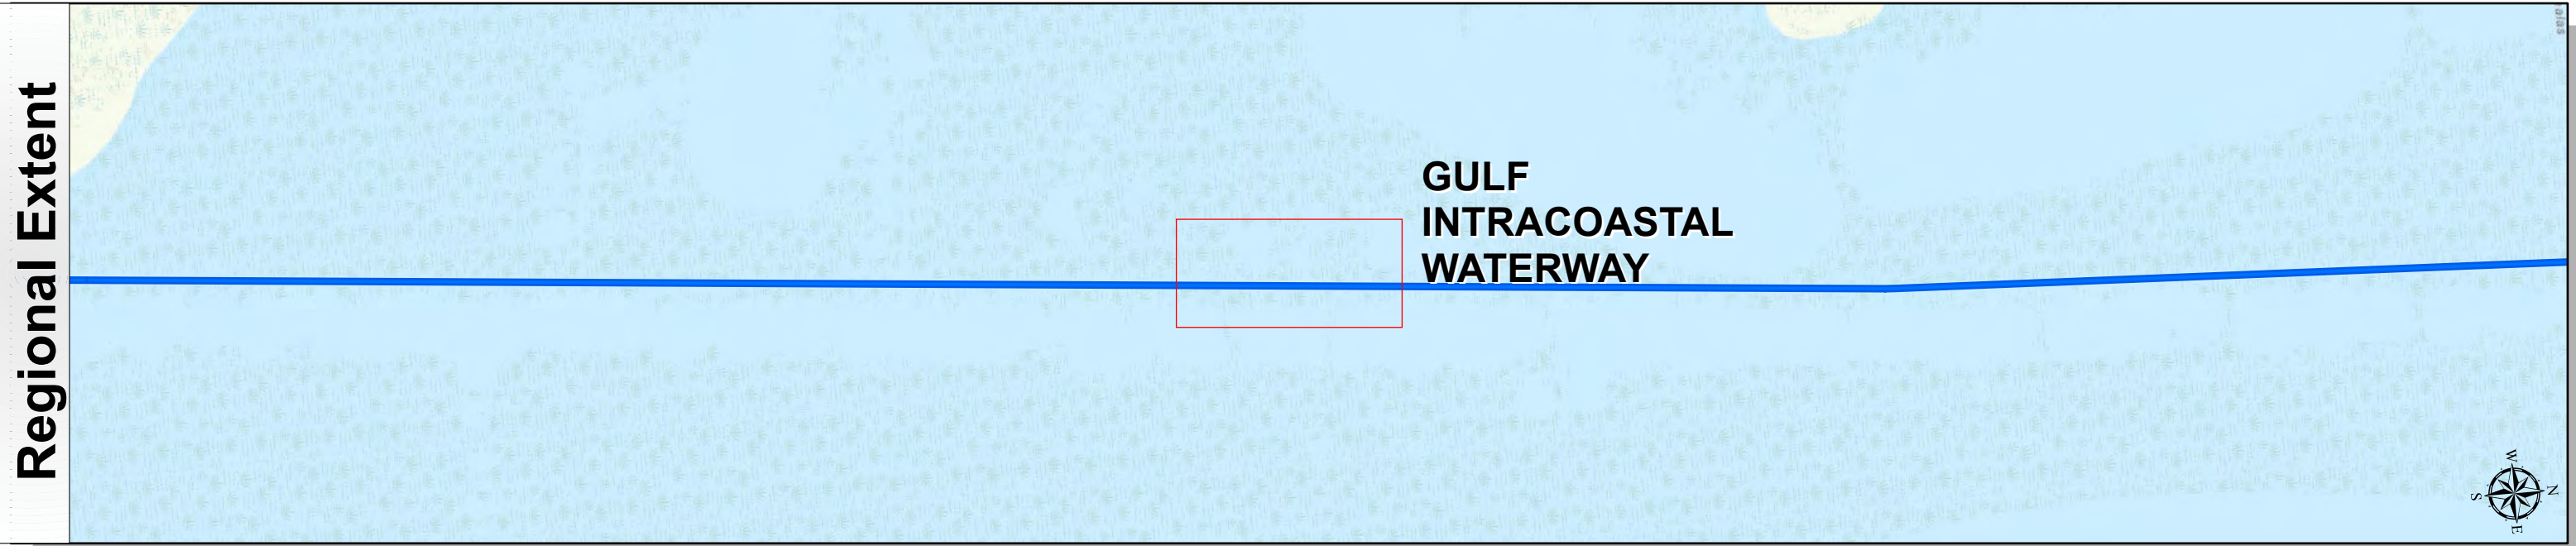 Regional Extent
GULF
INTRACOASTAL
WATERWAY
W
N
S
E